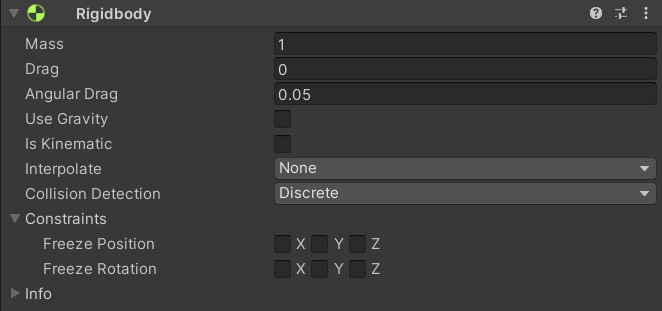 Rigidbody
Mass 1
Drag 0
Angular Drag 0.05
Use Gravity
Is Kinematic
Interpolate None
Collision Detection Discrete
Constraints
Freeze Position X Y Z
Freeze Rotation X Y Z
Info